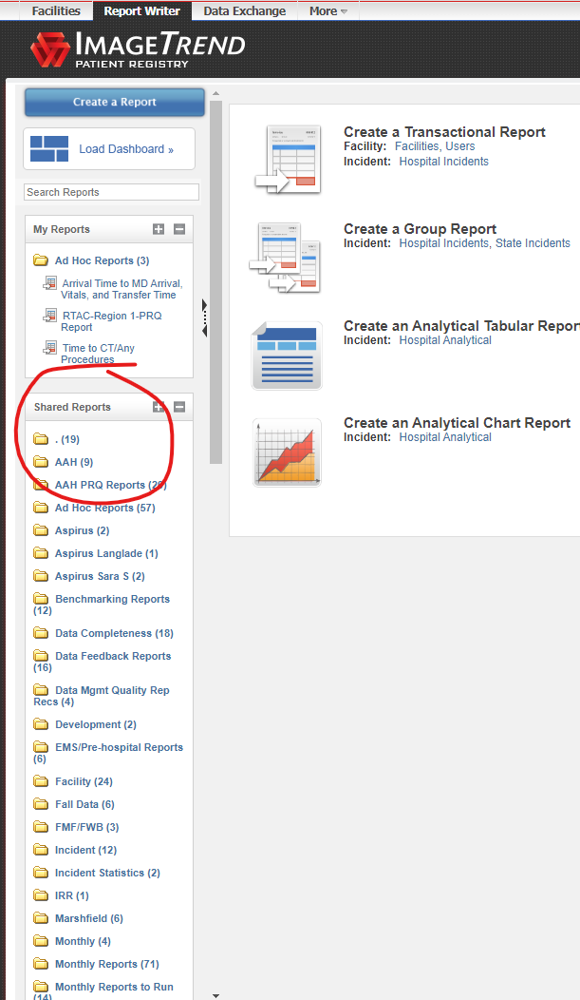 Facilities Report Writer Data Exchange More
IMAGETREND
PATIENT REGISTRY
Create a Report
Load Dashboard »
Search Reports
My Reports
Ad Hoc Reports (3)
Arrival Time to MD Arrival,
Vitals, and Transfer Time
RTAC-Region 1-PRQ
Report
Time to CT/Any
Procedures
Shared Reports
. (19)
AAH (9)
AAH PRQ Reports (20)
Ad Hoc Reports (57)
Aspirus (2)
Aspirus Langlade (1)
Aspirus Sara S (2)
Benchmarking Reports
(12)
Data Completeness (18)
Data Feedback Reports
(16)
Data Mgmt Quality Rep
Recs (4)
Development (2)
EMS/Pre-hospital Reports
(6)
Facility (24)
Fall Data (6)
FMF/FWB (3)
Incident (12)
Incident Statistics (2)
IRR (1)
Marshfield (6)
Monthly (4)
Monthly Reports (71)
Monthly Reports to Run
(14)
Create a Transactional Report
Facility: Facilities, Users
Incident: Hospital Incidents
Create a Group Report
Incident: Hospital Incidents, State Incidents
Create an Analytical Tabular Report
Incident: Hospital Analytical
Create an Analytical Chart Report
Incident: Hospital Analytical